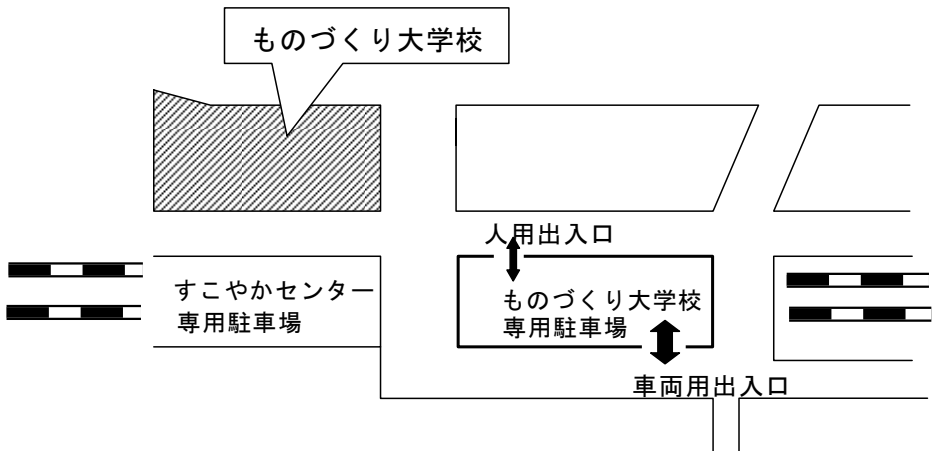 ものづくり大学校
人用出入口
すこやかセンター
専用駐車場
ものづくり大学校
専用駐車場
車両用出入口